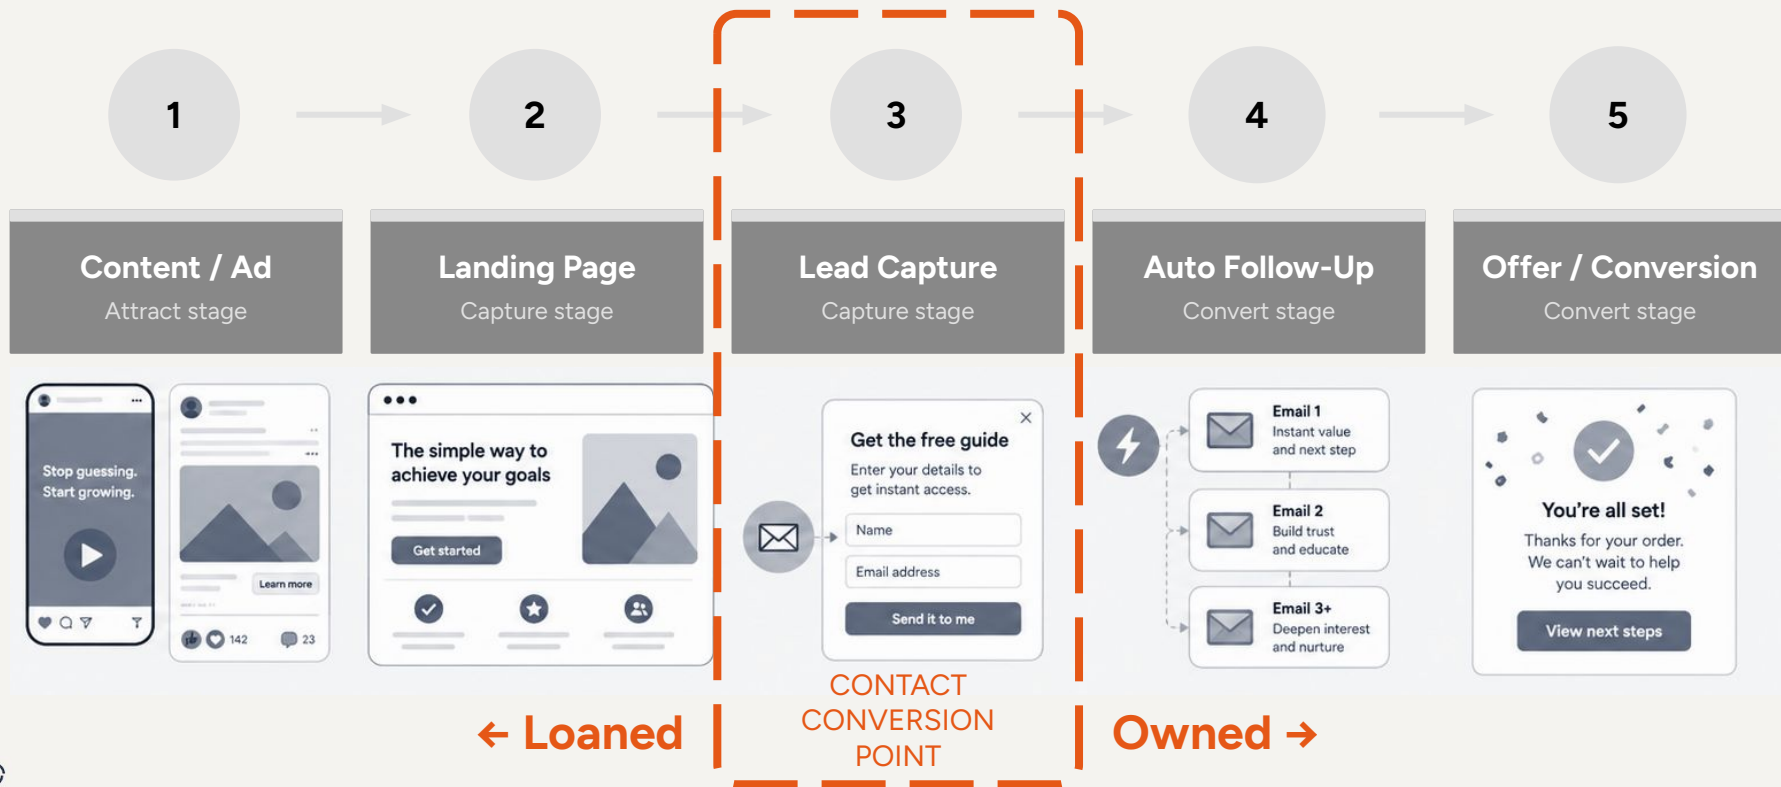 1
2
3
4
5
Content / Ad
Attract stage
Landing Page
Capture stage
Lead Capture
Capture stage
Auto Follow-Up
Convert stage
Offer / Conversion
Convert stage
Stop guessing.
Start growing.
Learn more
142
23
The simple way to
achieve your goals
Get started
Get the free guide
Enter your details to
get instant access.
Name
Email address
Send it to me
Email 1
Instant value
and next step
Email 2
Build trust
and educate
Email 3+
Deepen interest
and nurture
You're all set!
Thanks for your order.
We can't wait to help
you succeed.
View next steps
← Loaned
CONTACT
CONVERSION
POINT
Owned →